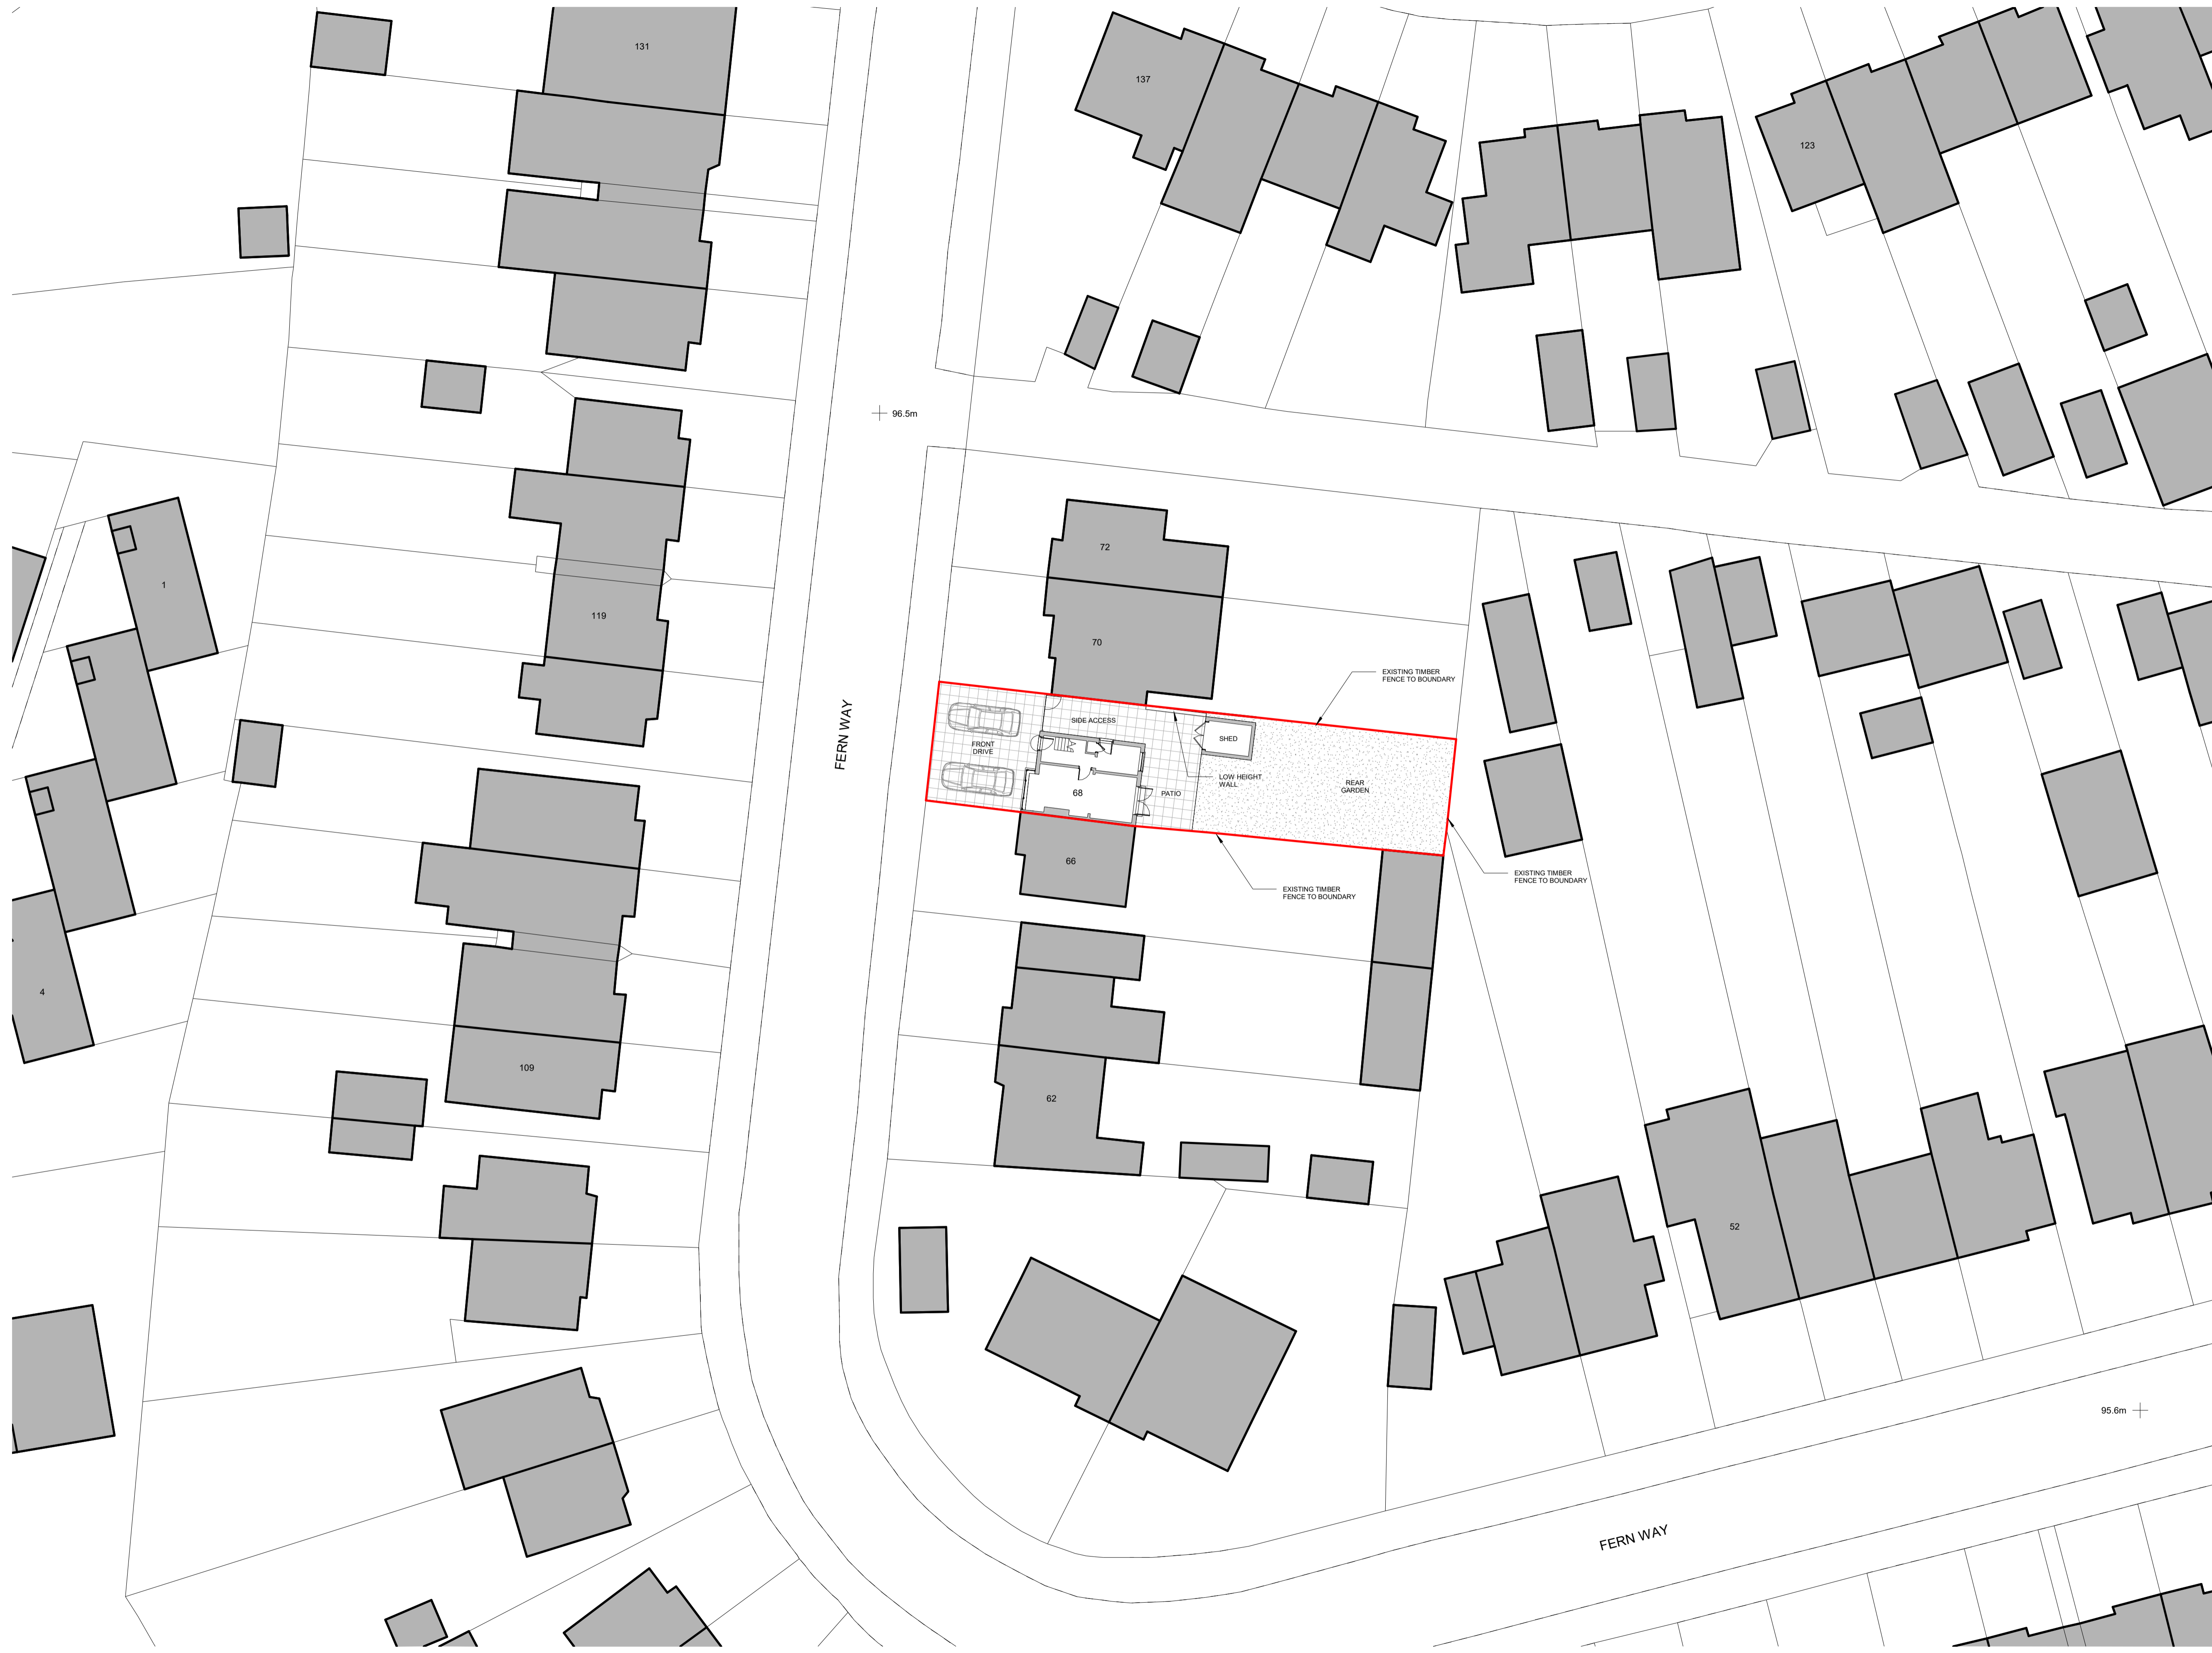 131
137
123
96.5m
1
72
119
70
EXISTING TIMBER
FENCE TO BOUNDARY
FERN WAY
SIDE ACCESS
SHED
FRONT
DRIVE
LOW HEIGHT
WALL
REAR
GARDEN
68
PATIO
66
EXISTING TIMBER
FENCE TO BOUNDARY
EXISTING TIMBER
FENCE TO BOUNDARY
4
109
62
52
95.6m
FERN WAY